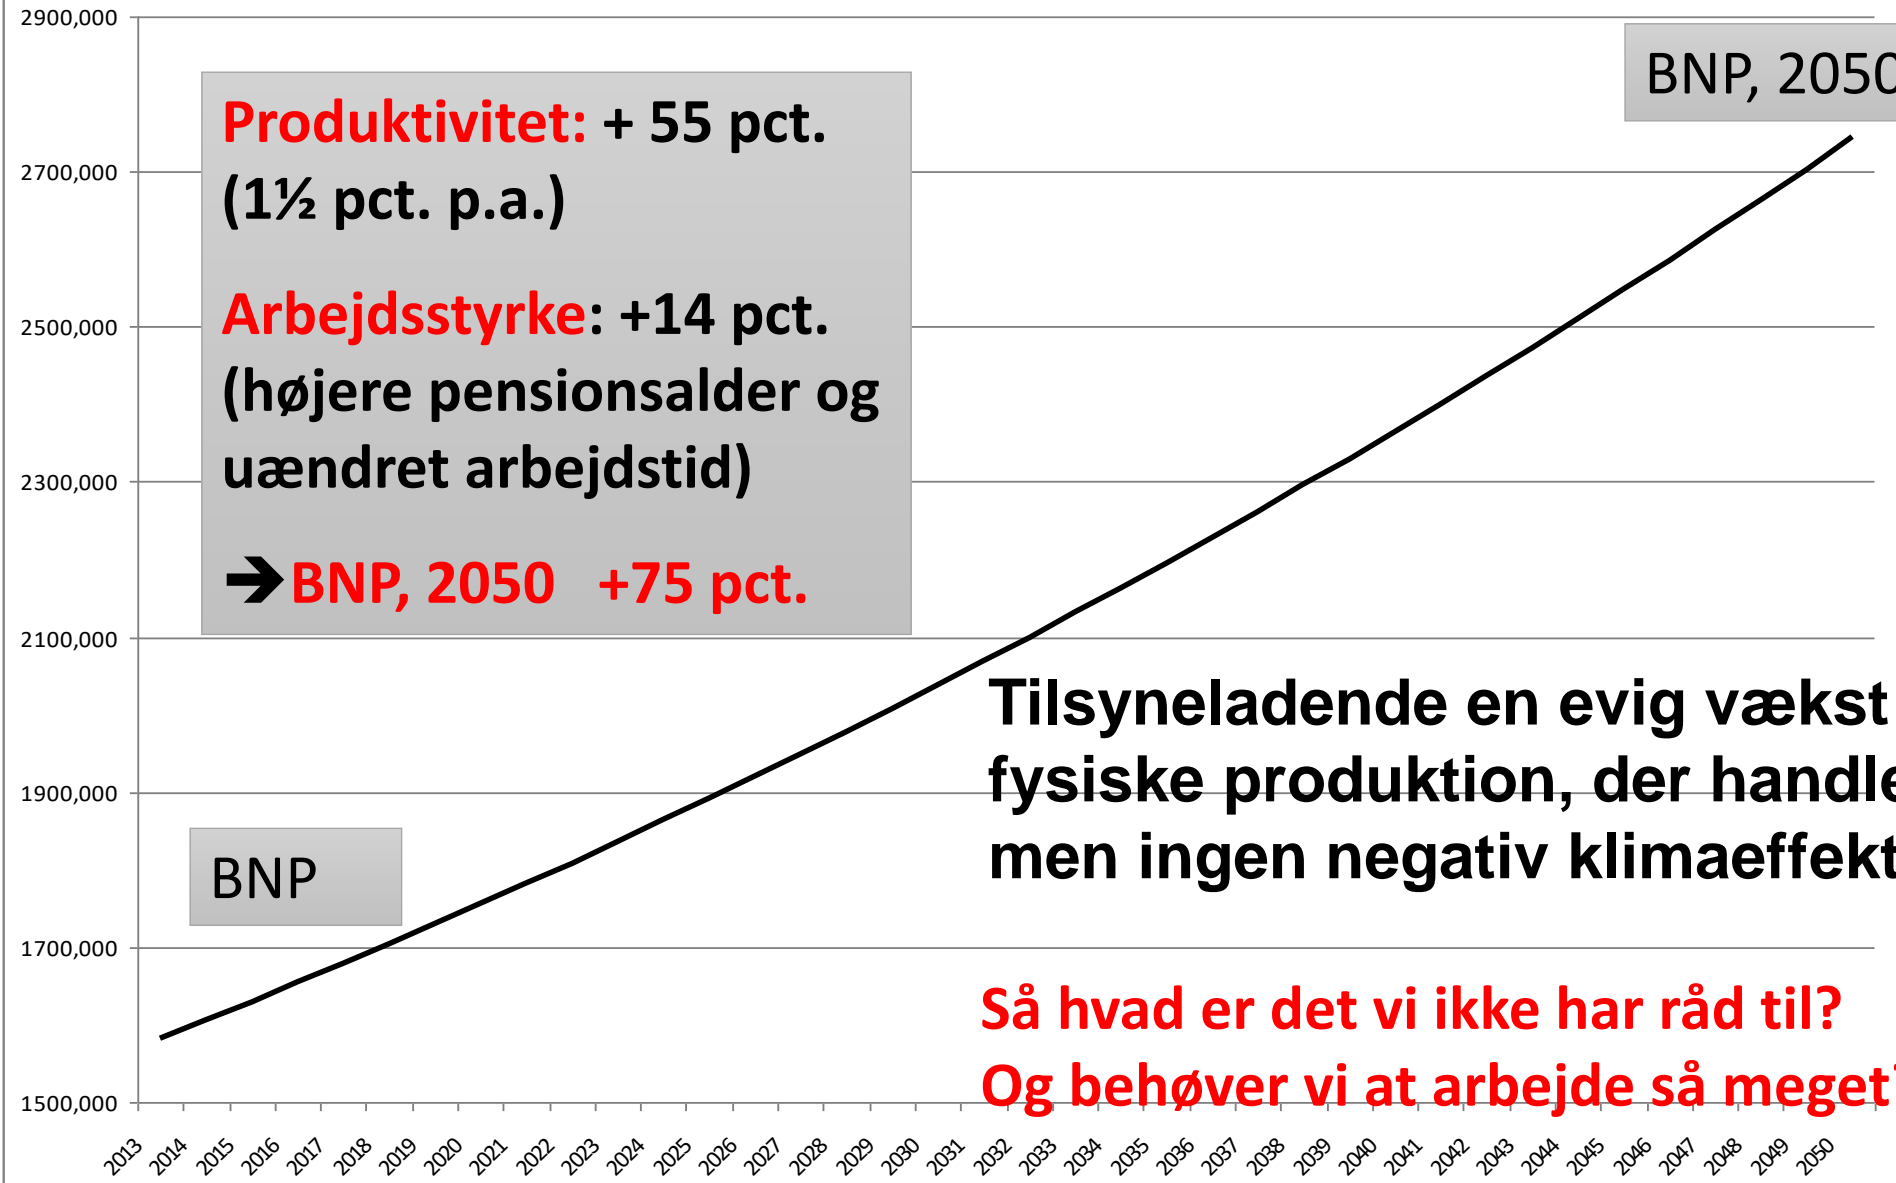 2900,000
2700,000
2500,000
2300,000
2100,000
1900,000
1700,000
1500,000
BNP, 2050
Produktivitet: + 55 pct.
(1½ pct. p.a.)
Arbejdsstyrke: +14 pct.
(højere pensionsalder og
uændret arbejdstid)
➔BNP, 2050 +75 pct.
BNP
Tilsyneladende en evig vækst
fysiske produktion, der
men ingen negativ klimaeffekt
Så hvad er det vi ikke har råd til?
Og behøver vi at arbejde så meget?
2013 2014 2015 2016 2017 2018 2019 2020 2021 2022 2023 2024 2025 2026 2027 2028 2029 2030 2031 2032 2033 2034 2035 2036 2037 2038 2039 2040 2041 2042 2043 2044 2045 2046 2047 2048 2049 2050